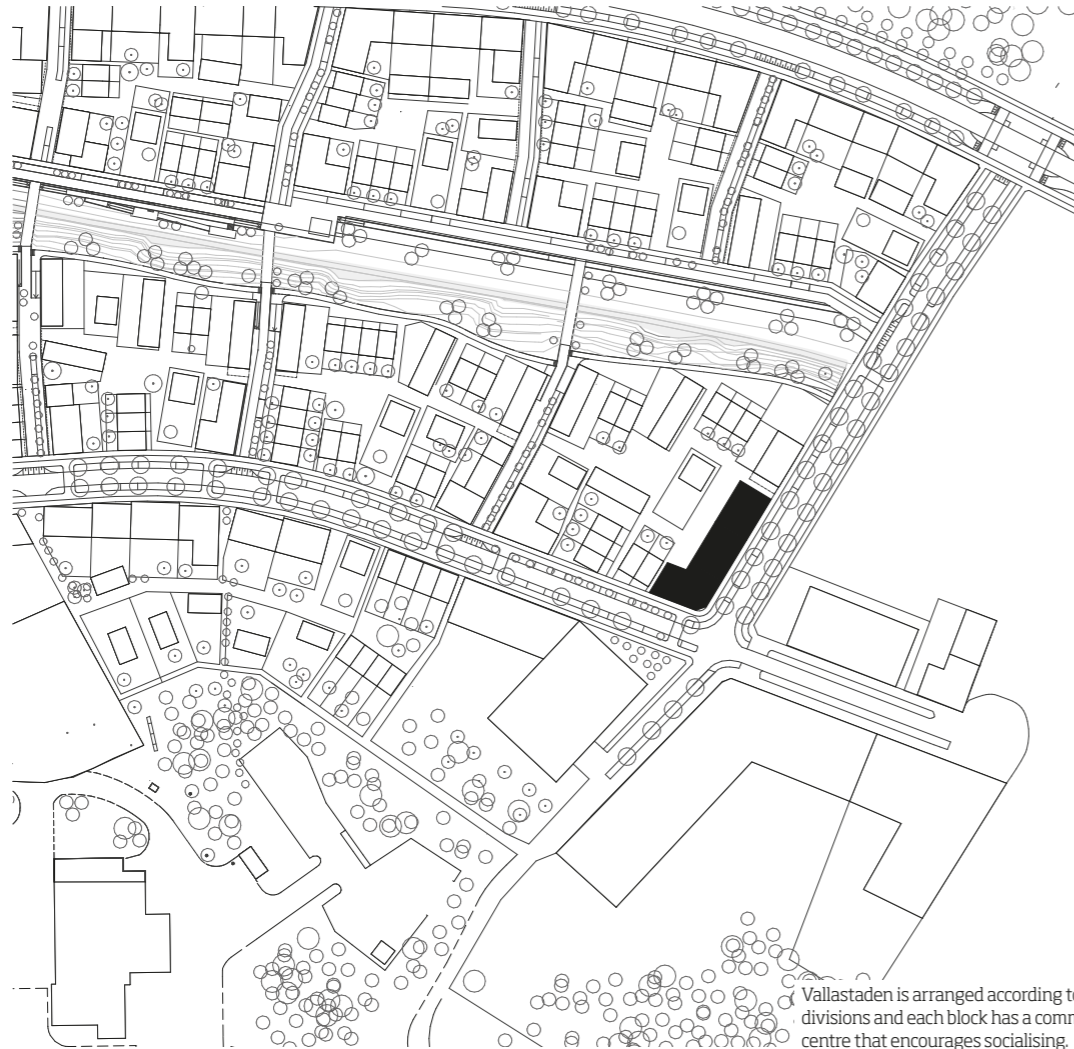 Vallastaden is arranged according to
divisions and each block has a comm
centre that encourages socialising.